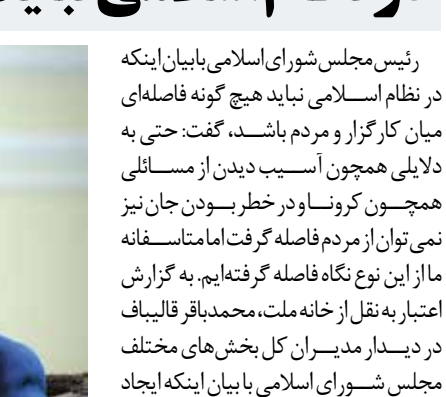 رئیس مجلس شورای اسلامی با بیان اینکه
در نظام اسلامی نباید هیچ گونه فاصله‌ای
میان کارگزار و مردم باشد، گفت: حتی به
دلایلی همچون آسیب دیدن از مسائلی
همچون کرونا و در خطر بودن جان نیز
نمی‌توان از مردم فاصله گرفت اما متاسفانه
ما از این نوع نگاه فاصله گرفته‌ایم. به گزارش
اعتبار به نقل از خانه ملت، محمدباقر قالیباف
در دیدار مدیران کل بخش‌های مختلف
مجلس شورای اسلامی با بیان اینکه ایجاد